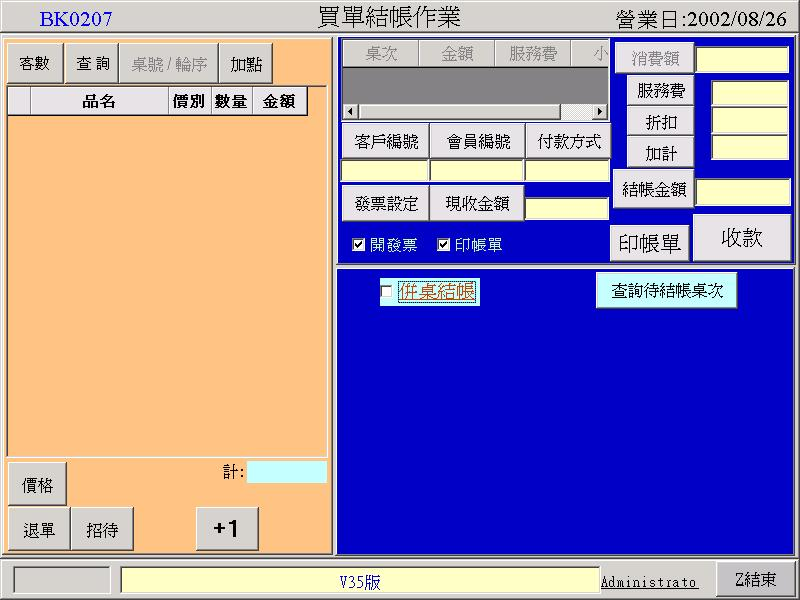 BK0207 買單結帳作業 營業日:2002/08/26
客數 查詢 桌號/輪序 加點
品名 價別 數量 金額
計:
價格
退單 招待 +1
桌次 金額 服務費 小
客戶編號 會員編號 付款方式
發票設定 現收金額
開發票 印帳單
消費額
服務費
折扣
加計
結帳金額
印帳單 收款
併桌結帳 查詢待結帳桌次
V35版 Administrato Z結束